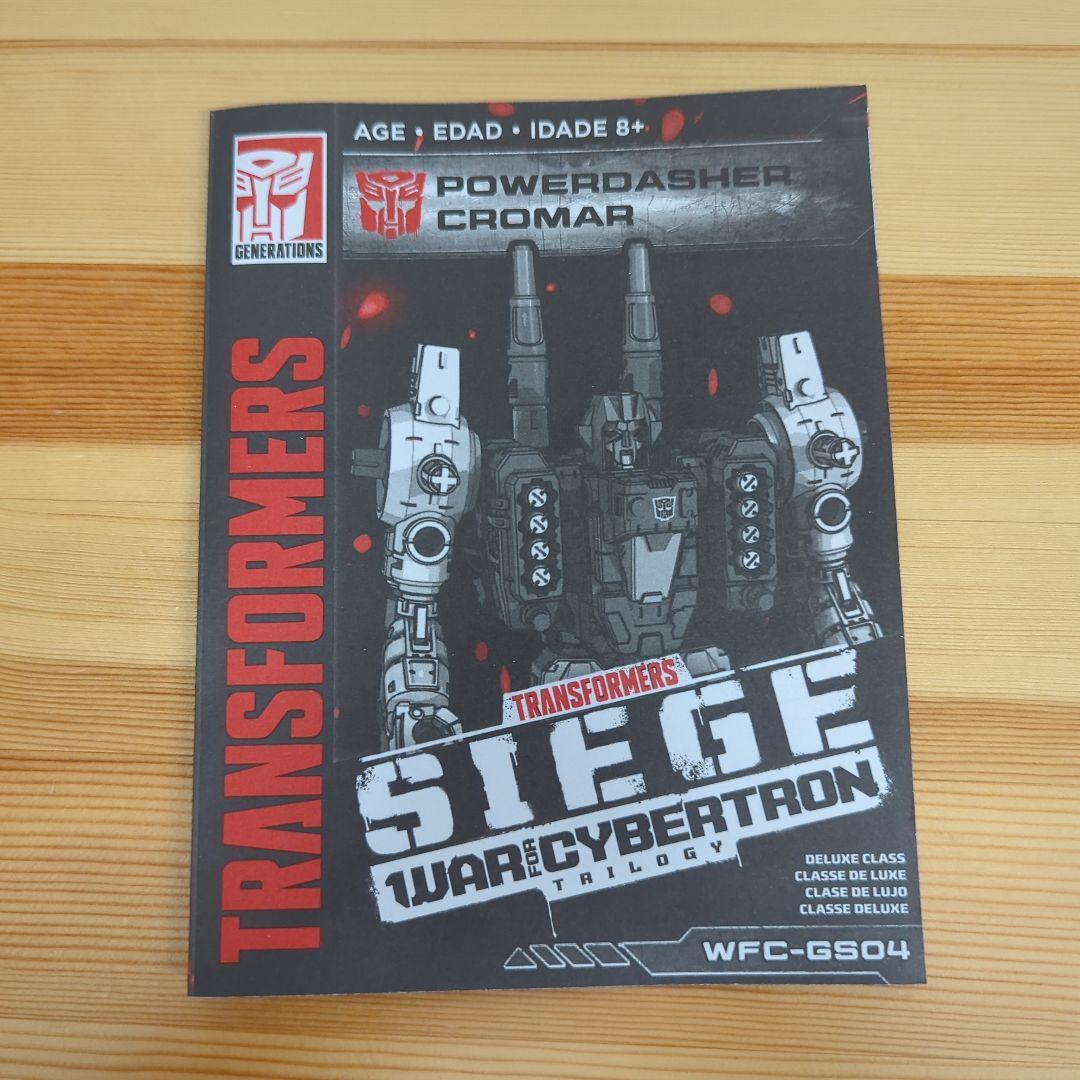 AGE • EDAD • IDADE 8+
GENERATIONS
POWERDASHER
CROMAR
TRANSFORMERS
TRANSFORMERS
SIEGE
WAR FOR CYBERTRON
TRILOGY
DELUXE CLASS
CLASSE DE LUXE
CLASE DE LUJO
CLASSE DELUXE
WFC-GS04